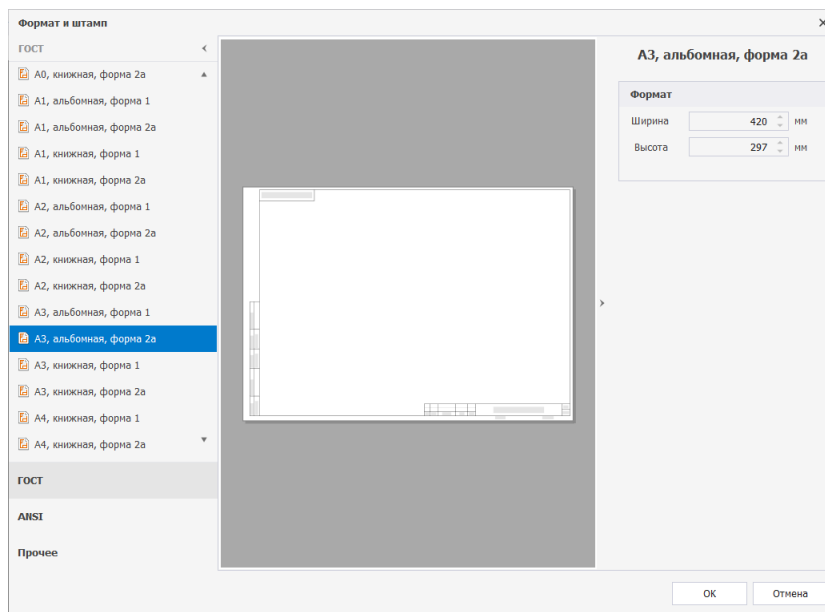 Формат и штамп
ГОСТ
А0, книжная, форма 2а
А1, альбомная, форма 1
А1, альбомная, форма 2а
А1, книжная, форма 1
А1, книжная, форма 2а
А2, альбомная, форма 1
А2, альбомная, форма 2а
А2, книжная, форма 1
А2, книжная, форма 2а
А3, альбомная, форма 1
А3, альбомная, форма 2а
А3, книжная, форма 1
А3, книжная, форма 2а
А4, книжная, форма 1
А4, книжная, форма 2а
ГОСТ
ANSI
Прочее
А3, альбомная, форма 2а
Формат
Ширина 420 мм
Высота 297 мм
ОК Отмена